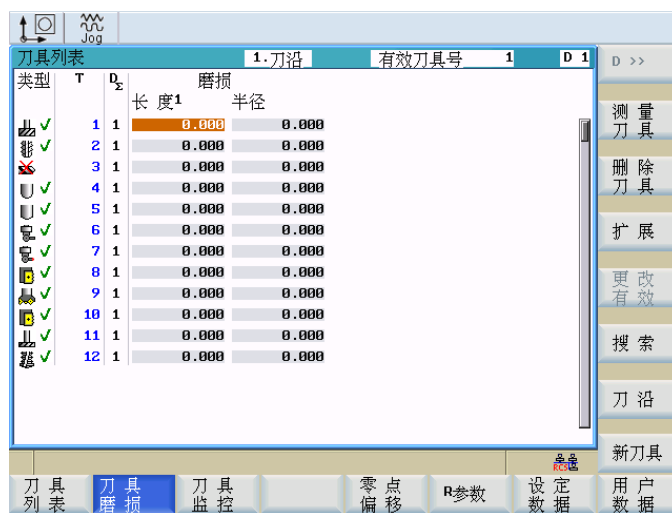 Jog
刀具列表 1.刀沿 有效刀具号 1 D 1
类型 T DΣ 磨损
长 度1 半径
1 1 0.000 0.000
2 1 0.000 0.000
3 1 0.000 0.000
4 1 0.000 0.000
5 1 0.000 0.000
6 1 0.000 0.000
7 1 0.000 0.000
8 1 0.000 0.000
9 1 0.000 0.000
10 1 0.000 0.000
11 1 0.000 0.000
12 1 0.000 0.000
D >>
测 量
刀 具
删 除
刀 具
扩 展
更 改
有 效
搜 索
刀 沿
新刀具
RCS
刀 具
列 表
刀 具
磨 损
刀 具
监 控
零 点
偏 移
R参数
设 定
数 据
用 户
数 据